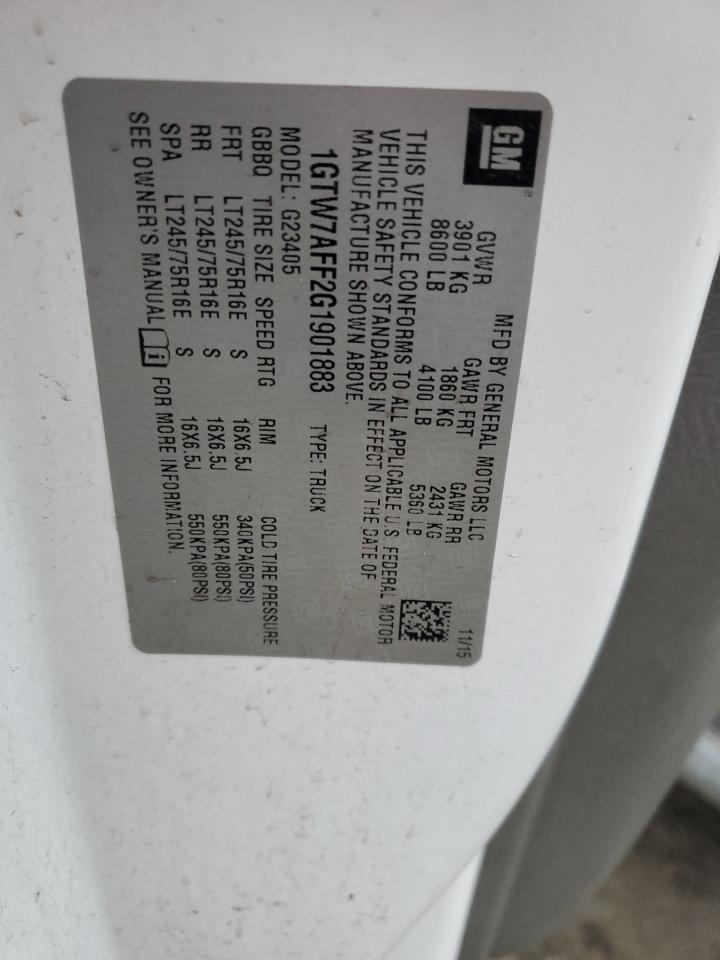 GM
MFD BY GENERAL MOTORS LLC 11/15
GVWR GAWR FRT GAWR RR
3901 KG 1860 KG 2431 KG
8600 LB 4100 LB 5360 LB
THIS VEHICLE CONFORMS TO ALL APPLICABLE U.S. FEDERAL MOTOR
VEHICLE SAFETY STANDARDS IN EFFECT ON THE DATE OF
MANUFACTURE SHOWN ABOVE.
1GTW7AFF2G1901883 TYPE: TRUCK
MODEL: G23405
GBBQ TIRE SIZE SPEED RTG RIM COLD TIRE PRESSURE
FRT LT245/75R16E S 16X6.5J 340KPA(50PSI)
RR LT245/75R16E S 16X6.5J 550KPA(80PSI)
SPA LT245/75R16E S 16X6.5J 550KPA(80PSI)
SEE OWNER'S MANUAL i FOR MORE INFORMATION.